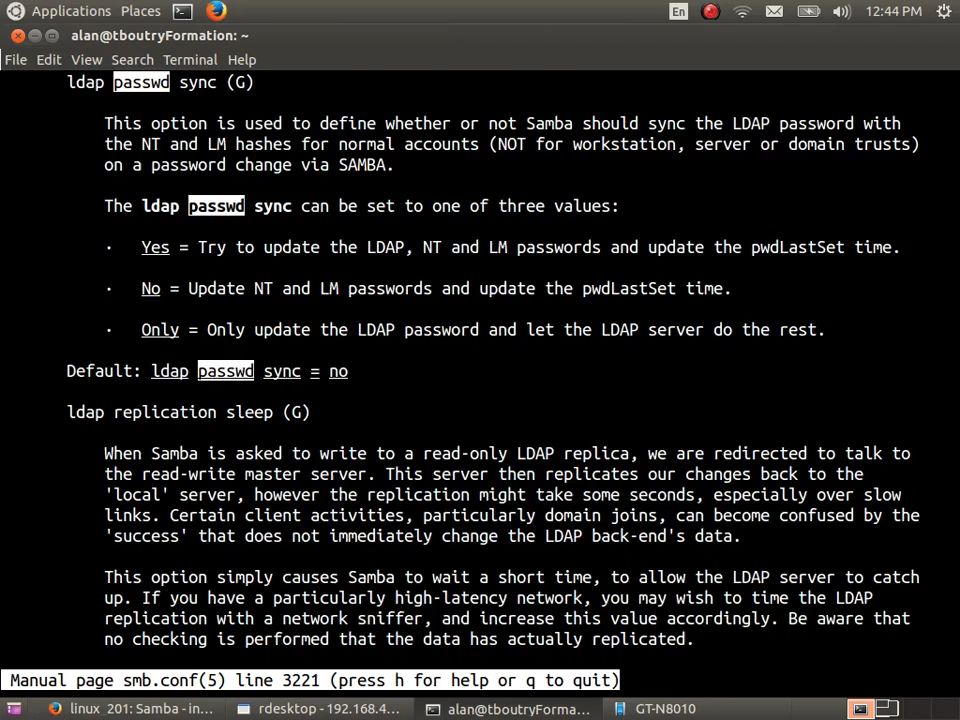 Applications Places En 12:44 PM
alan@tboutryFormation: ~
File Edit View Search Terminal Help
ldap passwd sync (G)
This option is used to define whether or not Samba should sync the LDAP password with
the NT and LM hashes for normal accounts (NOT for workstation, server or domain trusts)
on a password change via SAMBA.
The ldap passwd sync can be set to one of three values:
· Yes = Try to update the LDAP, NT and LM passwords and update the pwdLastSet time.
· No = Update NT and LM passwords and update the pwdLastSet time.
· Only = Only update the LDAP password and let the LDAP server do the rest.
Default: ldap passwd sync = no
ldap replication sleep (G)
When Samba is asked to write to a read-only LDAP replica, we are redirected to talk to
the read-write master server. This server then replicates our changes back to the
'local' server, however the replication might take some seconds, especially over slow
links. Certain client activities, particularly domain joins, can become confused by the
'success' that does not immediately change the LDAP back-end's data.
This option simply causes Samba to wait a short time, to allow the LDAP server to catch
up. If you have a particularly high-latency network, you may wish to time the LDAP
replication with a network sniffer, and increase this value accordingly. Be aware that
no checking is performed that the data has actually replicated.
Manual page smb.conf(5) line 3221 (press h for help or q to quit)
linux_201: Samba - in... rdesktop - 192.168.4... alan@tboutryForma... GT-N8010